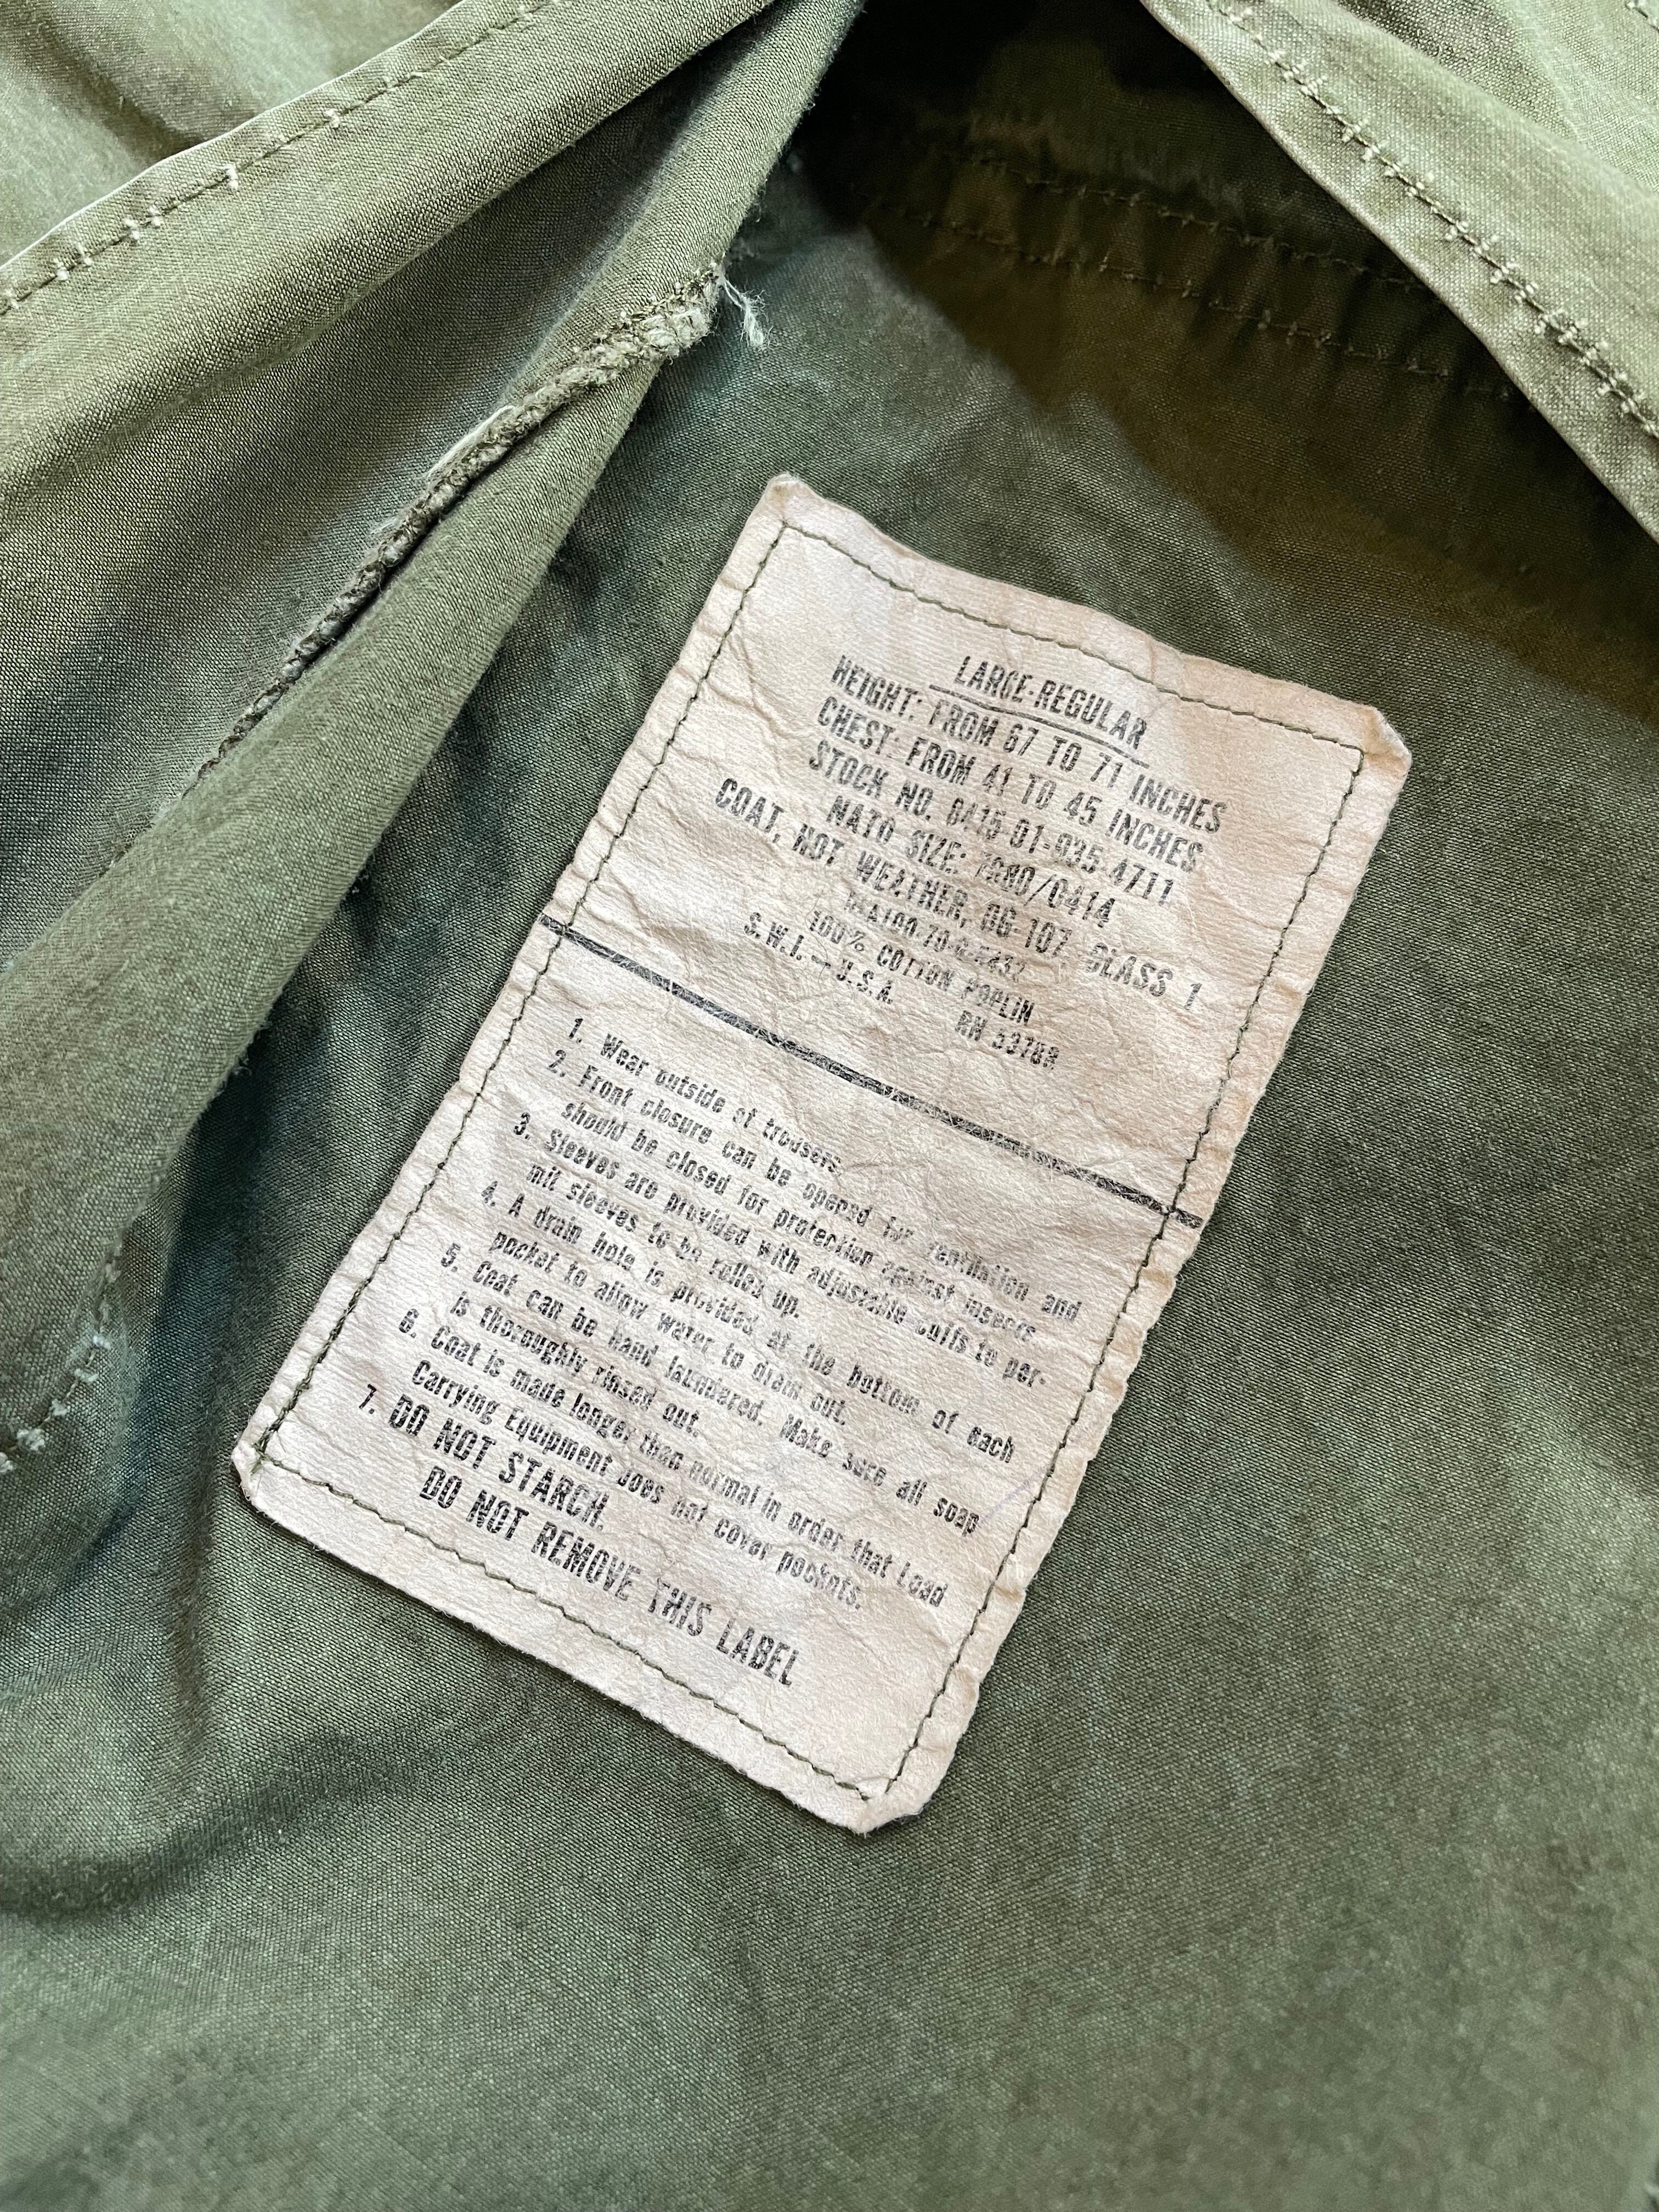 LARGE-REGULAR
HEIGHT: FROM 67 TO 71 INCHES
CHEST: FROM 41 TO 45 INCHES
STOCK NO. 8415-01-035-4711
NATO SIZE: 7080/0414
COAT, HOT WEATHER, OG-107, CLASS 1
100% COTTON POPLIN
S.W.I.—U.S.A. RN
1. Wear outside of trousers.
2. Front closure can be opened for ventilation and
should be closed for protection against insects
3. Sleeves are provided with adjustable cuffs to per-
mit sleeves to be rolled up.
4. A drain hole is provided at the bottom of each
pocket to allow water to drain out.
5. Coat can be hand laundered. Make sure all soap
is thoroughly rinsed out.
6. Coat is made longer than normal in order that Load
Carrying Equipment does not cover pockets.
7. DO NOT STARCH.
DO NOT REMOVE THIS LABEL